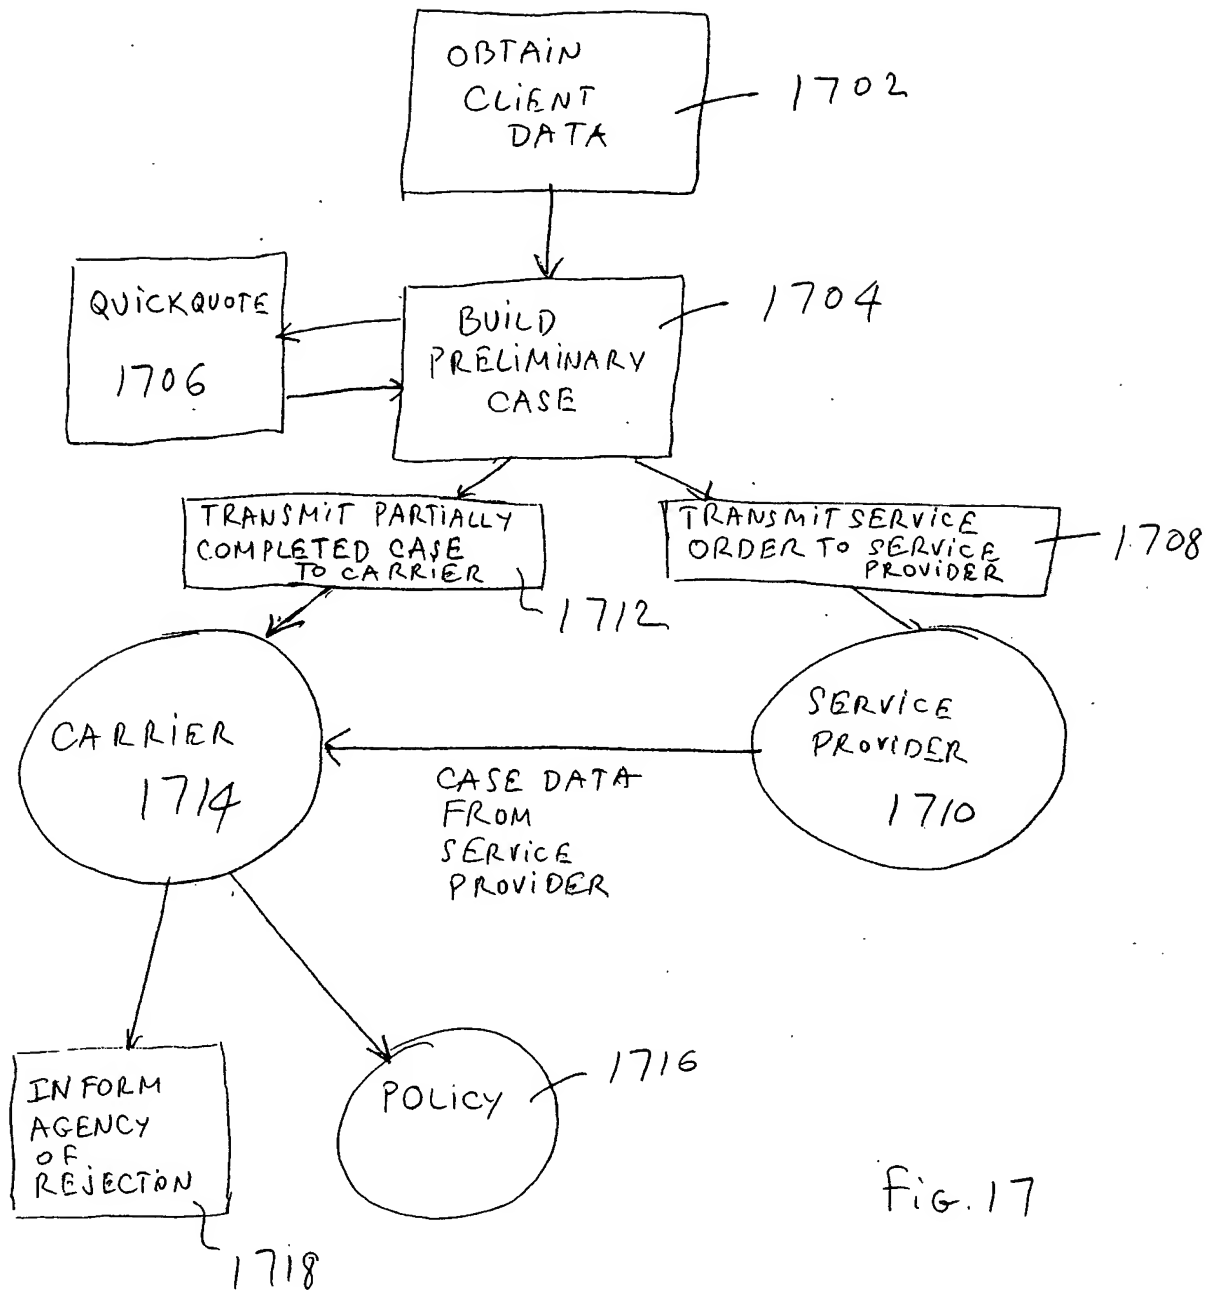 OBTAIN
CLIENT
DATA
1702
QUICKQUOTE
1706
BUILD
PRELIMINARY
CASE
1704
TRANSMIT PARTIALLY
COMPLETED CASE
TO CARRIER
1712
TRANSMIT SERVICE
ORDER TO SERVICE
PROVIDER
1708
CARRIER
1714
CASE DATA
FROM
SERVICE
PROVIDER
SERVICE
PROVIDER
1710
INFORM
AGENCY
OF
REJECTION
1718
POLICY
1716
FIG. 17